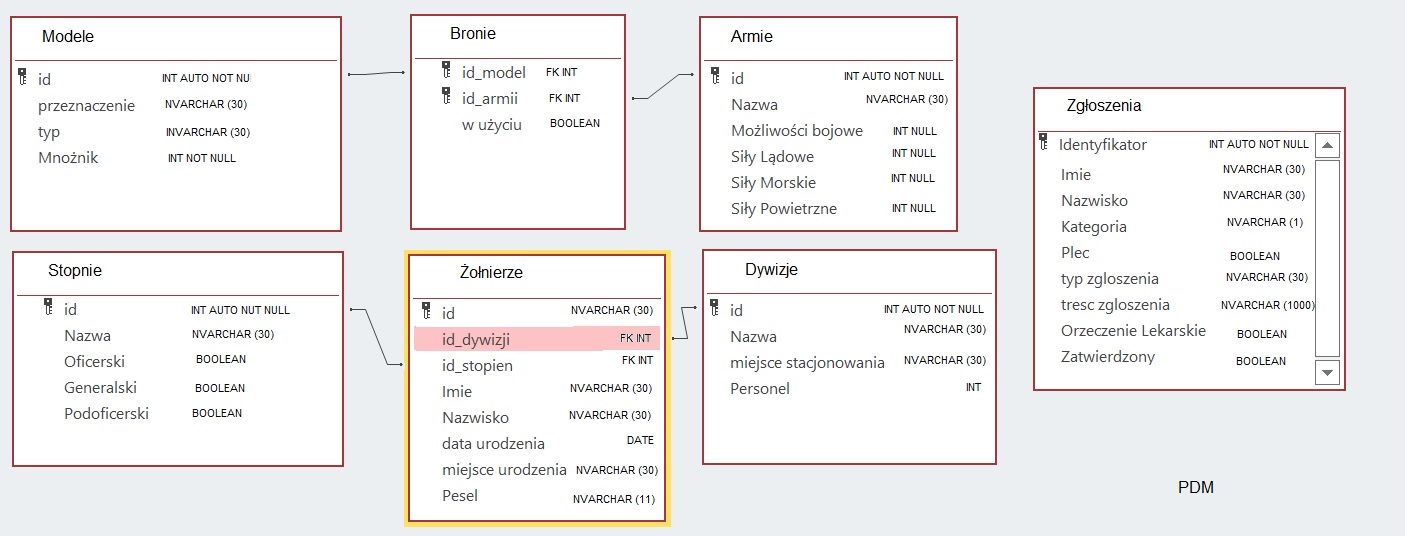 Modele
id INT AUTO NOT NU
przeznaczenie NVARCHAR (30)
typ INVARCHAR (30)
Mnożnik INT NOT NULL
Bronie
id_model FK INT
id_armii FK INT
w użyciu BOOLEAN
Armie
id INT AUTO NOT NULL
Nazwa NVARCHAR (30)
Możliwości bojowe INT NULL
Siły Lądowe INT NULL
Siły Morskie INT NULL
Siły Powietrzne INT NULL
Zgłoszenia
Identyfikator INT AUTO NOT NULL
Imie NVARCHAR (30)
Nazwisko NVARCHAR (30)
Kategoria NVARCHAR (1)
Plec BOOLEAN
typ zgloszenia NVARCHAR (30)
tresc zgloszenia NVARCHAR (1000)
Orzeczenie Lekarskie BOOLEAN
Zatwierdzony BOOLEAN
Stopnie
id INT AUTO NUT NULL
Nazwa NVARCHAR (30)
Oficerski BOOLEAN
Generalski BOOLEAN
Podoficerski BOOLEAN
Żołnierze
id NVARCHAR (30)
id_dywizji FK INT
id_stopien FK INT
Imie NVARCHAR (30)
Nazwisko NVARCHAR (30)
data urodzenia DATE
miejsce urodzenia NVARCHAR (30)
Pesel NVARCHAR (11)
Dywizje
id INT AUTO NOT NULL
Nazwa NVARCHAR (30)
miejsce stacjonowania NVARCHAR (30)
Personel INT
PDM